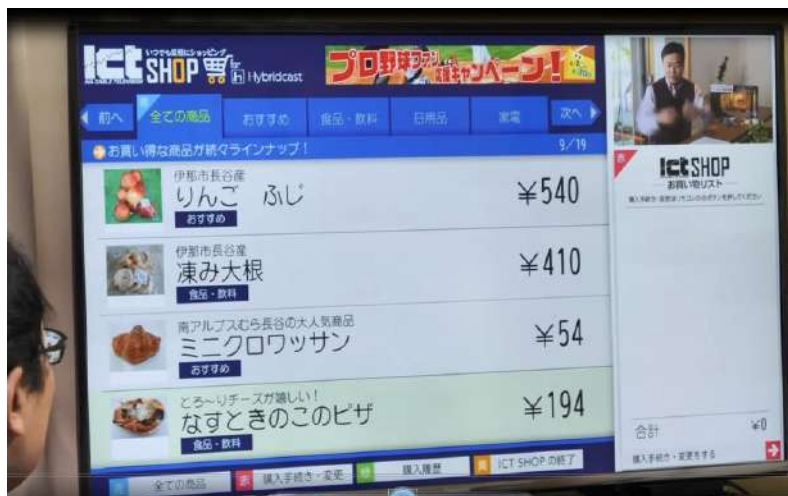 ict SHOP
いつでも気軽にショッピング
Hybridcast
プロ野球ファン応援キャンペーン!
前へ
全ての商品
おすすめ
食品・飲料
日用品
家電
次へ
お買い得な商品が続々ラインナップ!
9/19
伊那市長谷産
りんご ふじ
おすすめ
¥540
伊那市長谷産
凍み大根
食品・飲料
¥410
南アルプスむら長谷の大人気商品
ミニクロワッサン
おすすめ
¥54
とろ〜りチーズが嬉しい!
なすときのこのピザ
食品・飲料
¥194
全ての商品
赤 購入手続き・変更
購入履歴
黄 ICT SHOPの終了
赤
ict SHOP
お買い物リスト
合計 ¥0
購入手続き・変更をする